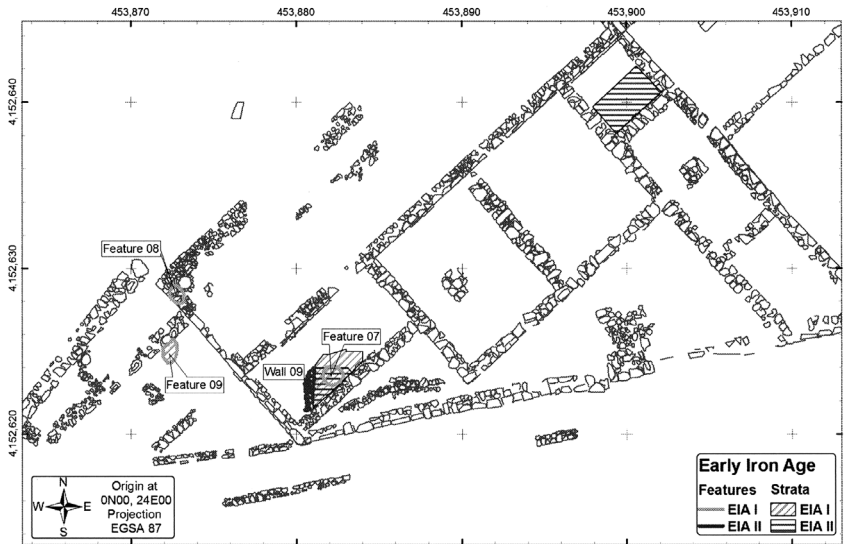 453,870 453,880 453,890 453,900 453,910
4,152,640
4,152,630
4,152,620
Feature 08
Feature 07
Wall 09
Feature 09
N
W E
S
Origin at
0N00, 24E00
Projection
EGSA 87
Early Iron Age
Features Strata
EIA I EIA I
EIA II EIA II